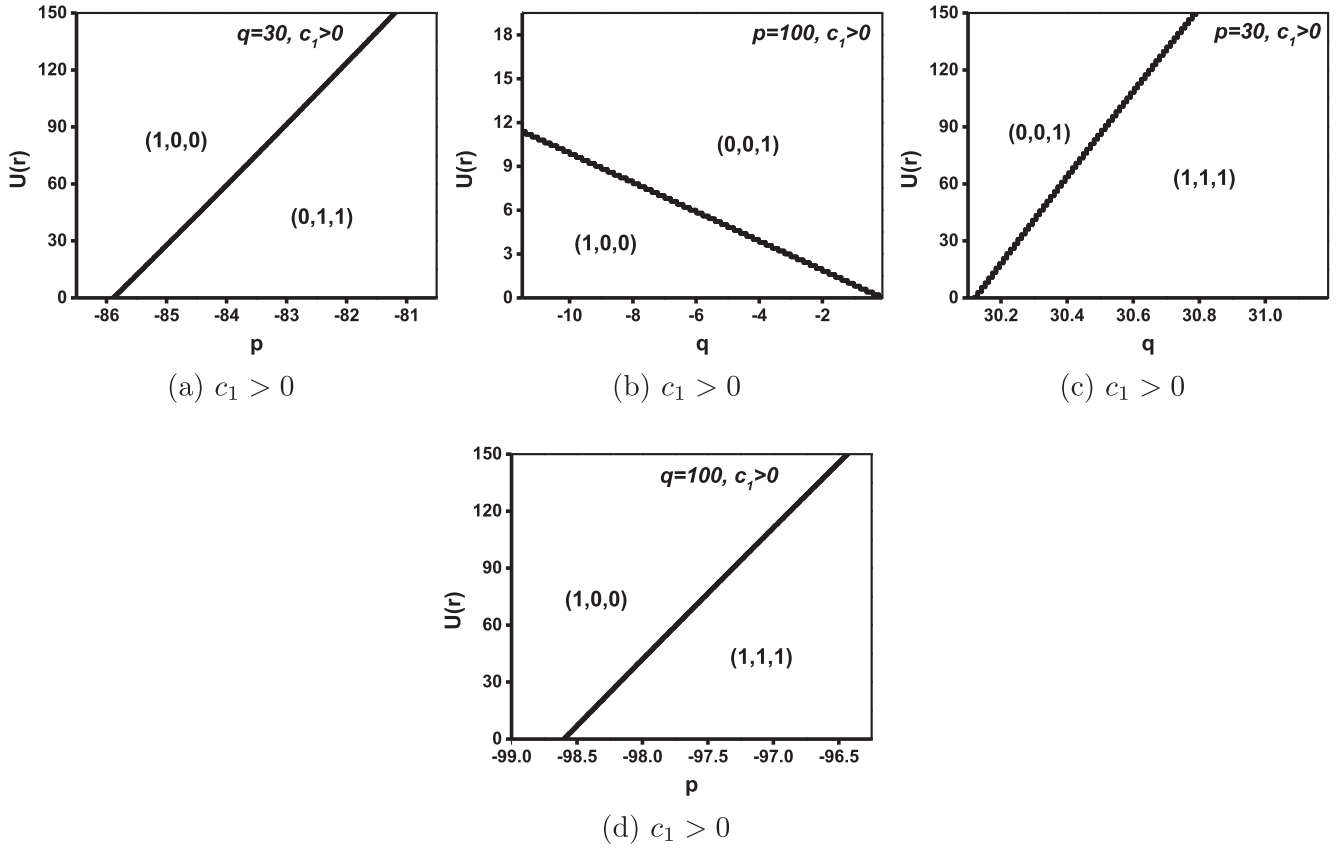 q=30, c1>0
150
120
90
60
30
0
U(r)
(1,0,0)
(0,1,1)
-86 -85 -84 -83 -82 -81
p
(a) c1 > 0
p=100, c1>0
18
15
12
9
6
3
0
U(r)
(0,0,1)
(1,0,0)
-10 -8 -6 -4 -2
q
(b) c1 > 0
p=30, c1>0
150
120
90
60
30
0
U(r)
(0,0,1)
(1,1,1)
30.2 30.4 30.6 30.8 31.0
q
(c) c1 > 0
q=100, c1>0
150
120
90
60
30
0
U(r)
(1,0,0)
(1,1,1)
-99.0 -98.5 -98.0 -97.5 -97.0 -96.5
p
(d) c1 > 0